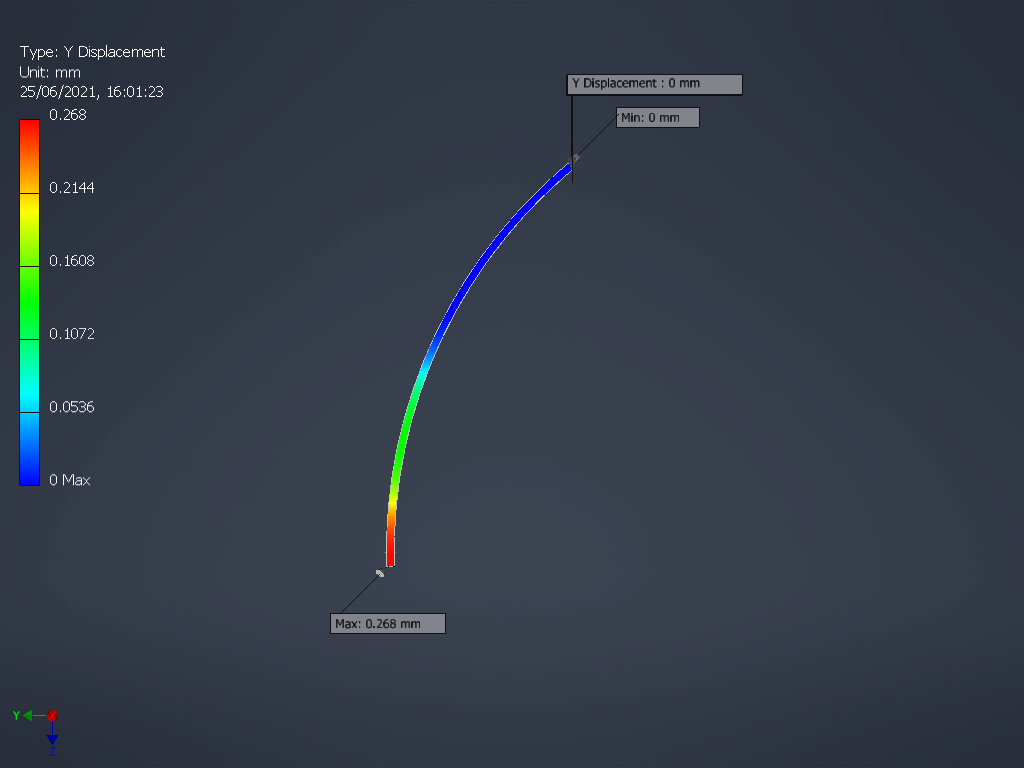 Type: Y Displacement
Unit: mm
25/06/2021, 16:01:23
0.268
0.2144
0.1608
0.1072
0.0536
0 Max
Y Displacement : 0 mm
Min: 0 mm
Max: 0.268 mm
Y
X
Z